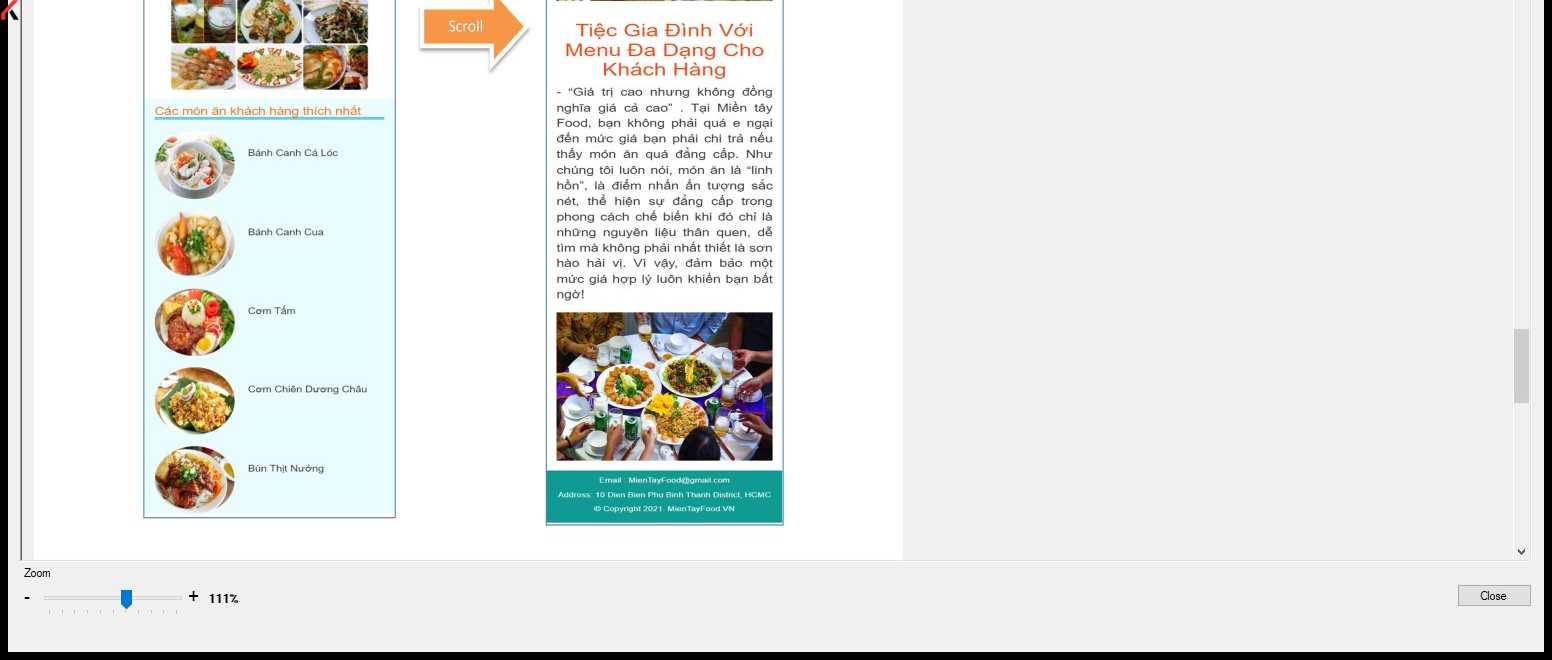 Scroll
Các món ăn khách hàng thích nhất
Bánh Canh Cá Lóc
Bánh Canh Cua
Cơm Tấm
Cơm Chiên Dương Châu
Bún Thịt Nướng
Tiệc Gia Đình Với
Menu Đa Dạng Cho
Khách Hàng
- “Giá trị cao nhưng không đồng
nghĩa giá cả cao” . Tại Miền tây
Food, bạn không phải quá e ngại
đến mức giá bạn phải chi trả nếu
thấy món ăn quá đẳng cấp. Như
chúng tôi luôn nói, món ăn là “linh
hồn”, là điểm nhấn ấn tượng sắc
nét, thể hiện sự đẳng cấp trong
phong cách chế biến khi đó chỉ là
những nguyên liệu thân quen, dễ
tìm mà không phải nhất thiết là sơn
hào hải vị. Vì vậy, đảm bảo một
mức giá hợp lý luôn khiến bạn bất
ngờ!
Email : MienTayFood@gmail.com
Address: 10 Dien Bien Phu Binh Thanh District, HCMC
© Copyright 2021. MienTayFood.VN
Zoom
- + 111%
Close